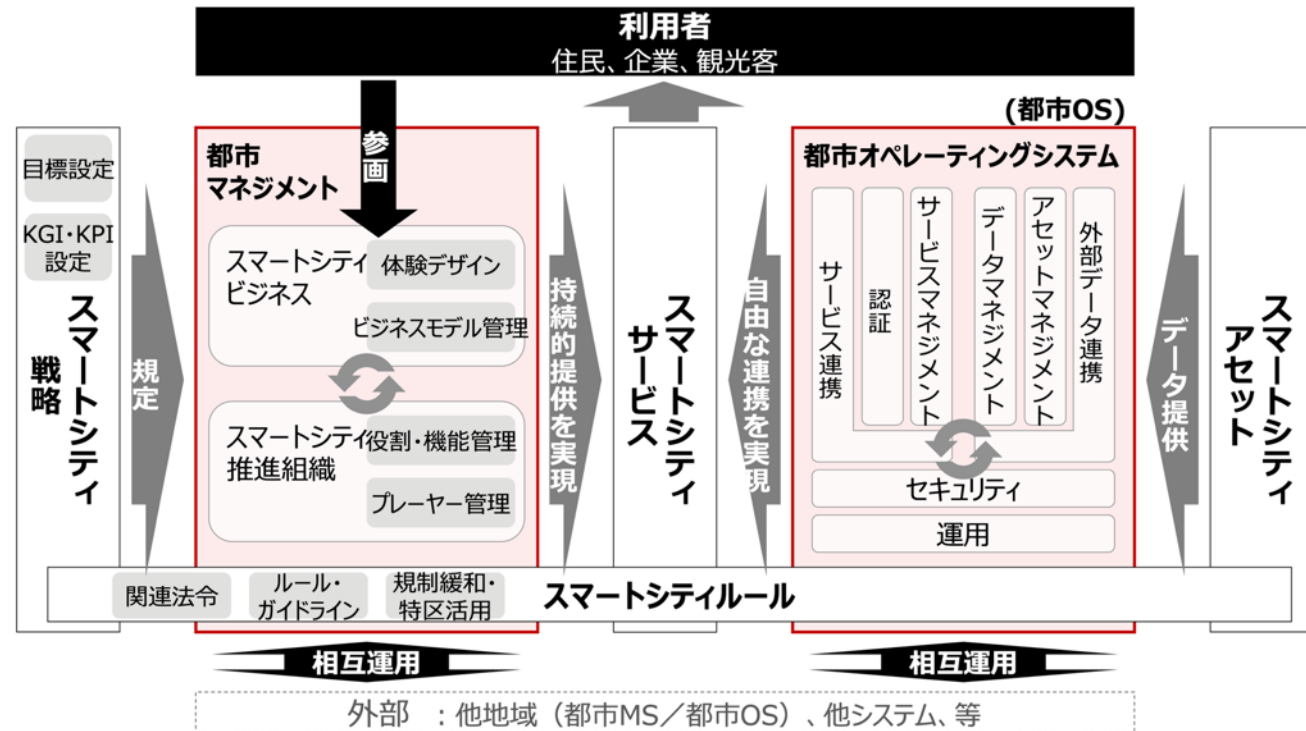 利用者
住民、企業、観光客
参画
(都市OS)
目標設定
KGI・KPI
設定
スマートシティ
戦略
規定
都市
マネジメント
スマートシティ
ビジネス
体験デザイン
ビジネスモデル管理
スマートシティ
推進組織
役割・機能管理
プレーヤー管理
持続的提供を実現
スマートシティ
サービス
自由な連携を実現
都市オペレーティングシステム
サービス連携
認証
サービスマネジメント
データマネジメント
アセットマネジメント
外部データ連携
セキュリティ
運用
データ提供
スマートシティ
アセット
関連法令
ルール・
ガイドライン
規制緩和・
特区活用
スマートシティルール
相互運用
相互運用
外部 ：他地域（都市MS／都市OS）、他システム、等